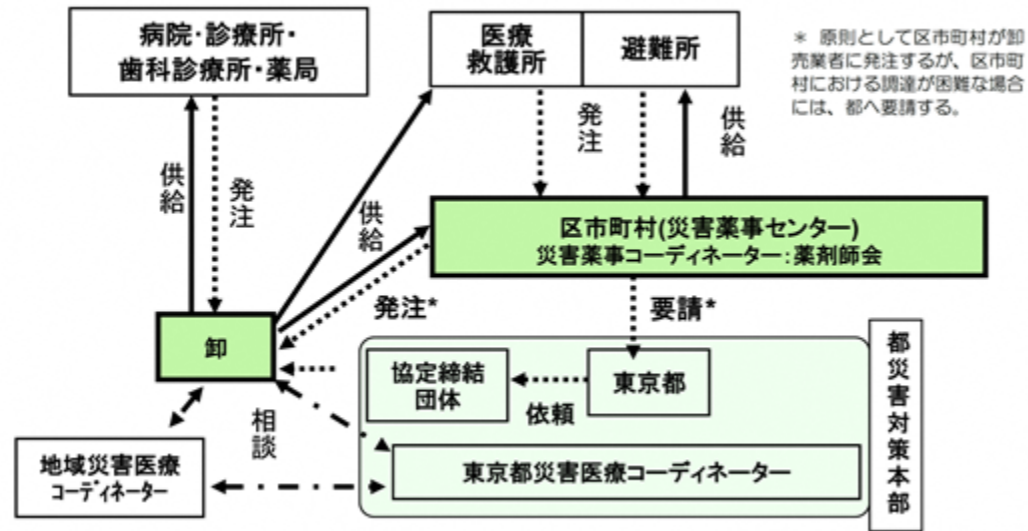 病院・診療所・
歯科診療所・薬局
医療
救護所
避難所
* 原則として区市町村が卸
売業者に発注するが、区市町
村における調達が困難な場合
には、都へ要請する。
供給
発注
供給
発注
供給
区市町村(災害薬事センター)
災害薬事コーディネーター:薬剤師会
発注*
要請*
卸
協定締結
団体
依頼
東京都
都災害対策本部
相談
地域災害医療
コーディネーター
東京都災害医療コーディネーター